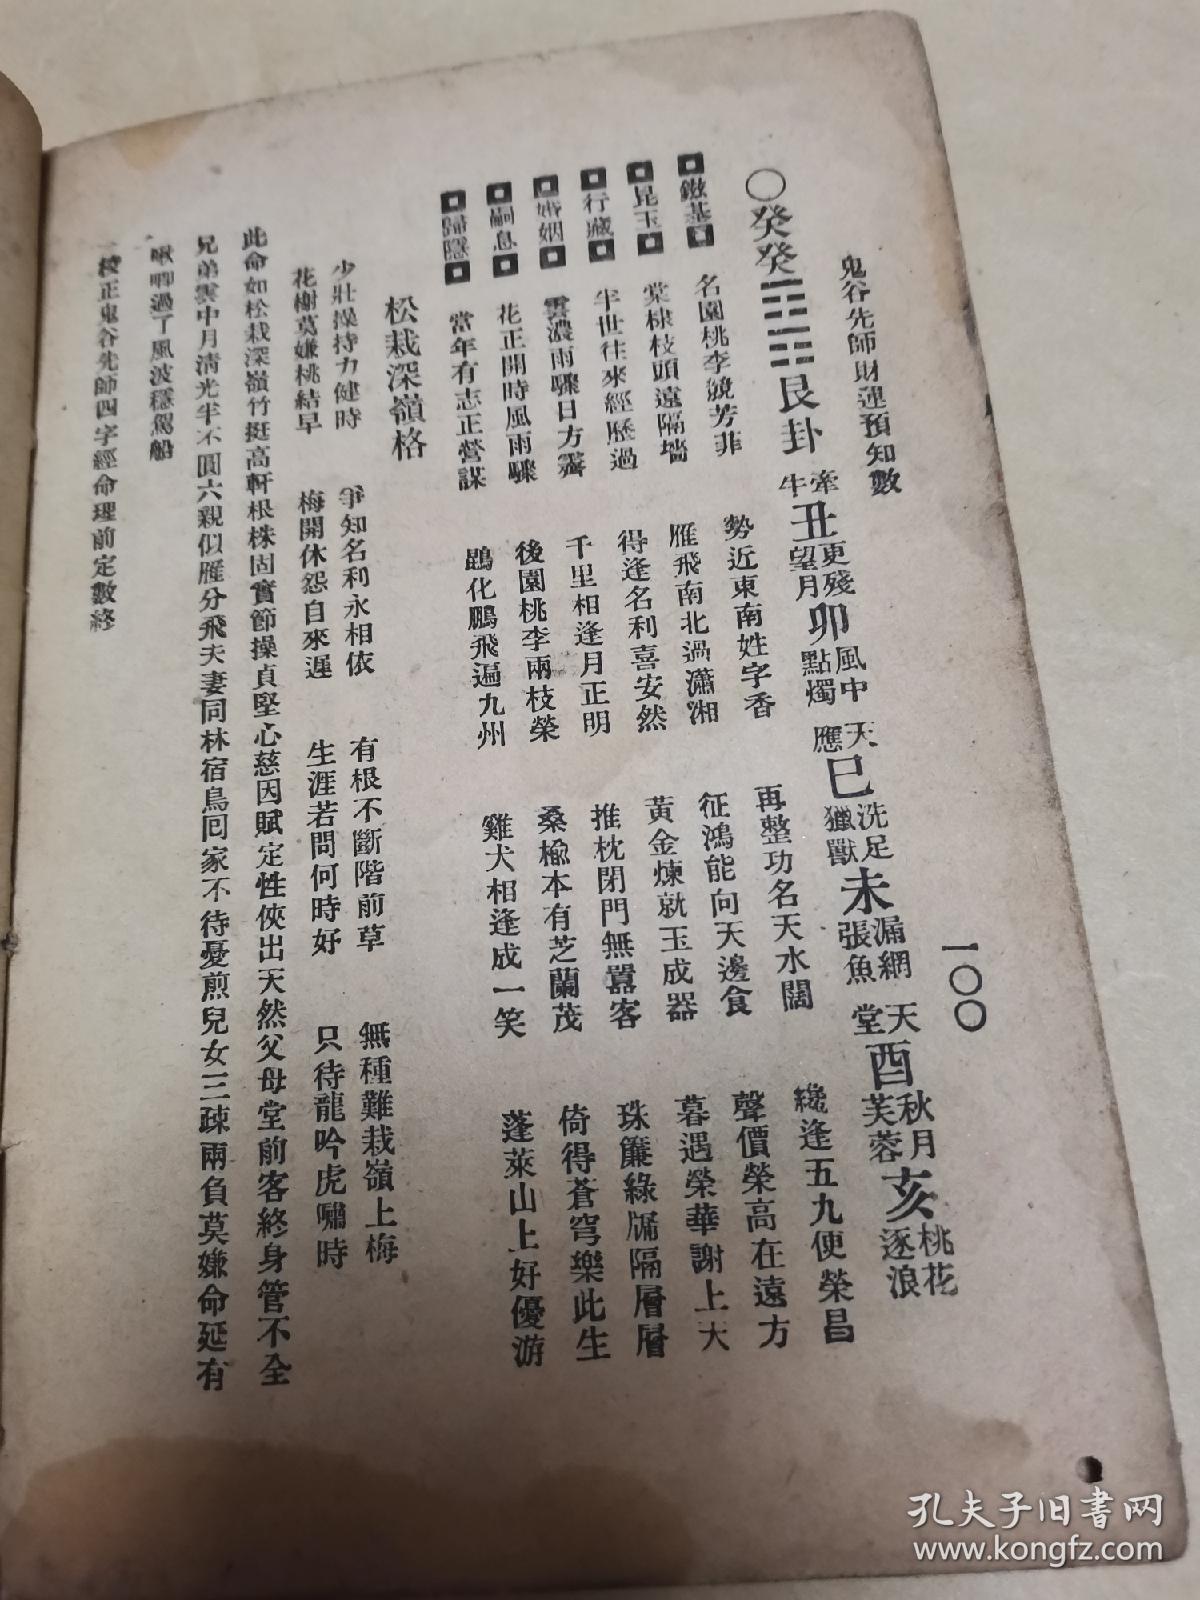 鬼谷先師財運預知數
一〇〇
〇癸癸䷳艮卦 牽牛 丑 更殘望月 卯 風中點燭 天應 巳 洗足獵獸 未 漏網張魚 天堂 酉 秋月芙蓉 亥 桃花逐浪
鎡基 名園桃李競芳菲 勢近東南姓字香 再整功名天水闊 纔逢五九便榮昌
昆玉 棠棣枝頭遠隔墻 雁飛南北過瀟湘 征鴻能向天邊食 聲價榮高在遠方
行藏 半世往來經歷過 得逢名利喜安然 黃金煉就玉成器 暮遇榮華謝上天
婚姻 雲濃雨驟日方霽 千里相逢月正明 推枕閉門無囂客 珠簾綠牖隔層層
嗣息 花正開時風雨驟 後園桃李兩枝榮 桑榆本有芝蘭茂 倚得蒼穹樂此生
歸隱 當年有志正營謀 鵾化鵬飛遍九州 雞犬相逢成一笑 蓬萊山上好優游
松栽深嶺格
少壯操持力健時 爭知名利永相依 有根不斷階前草 無種難栽嶺上梅
花榭莫嫌桃結早 梅開休怨自來遲 生涯若問何時好 只待龍吟虎嘯時
此命如松栽深嶺竹挺高軒根株固實節操貞堅心慈因賦定性俠出天然父母堂前客終身管不全
兄弟雲中月清光半不圓六親似雁分飛夫妻同林宿鳥回家不待憂煎兒女三疎兩負莫嫌命延有
啾唧過了風波穩駕船
校正鬼谷先師四字經命理前定數終
孔夫子旧书网
www.kongfz.com